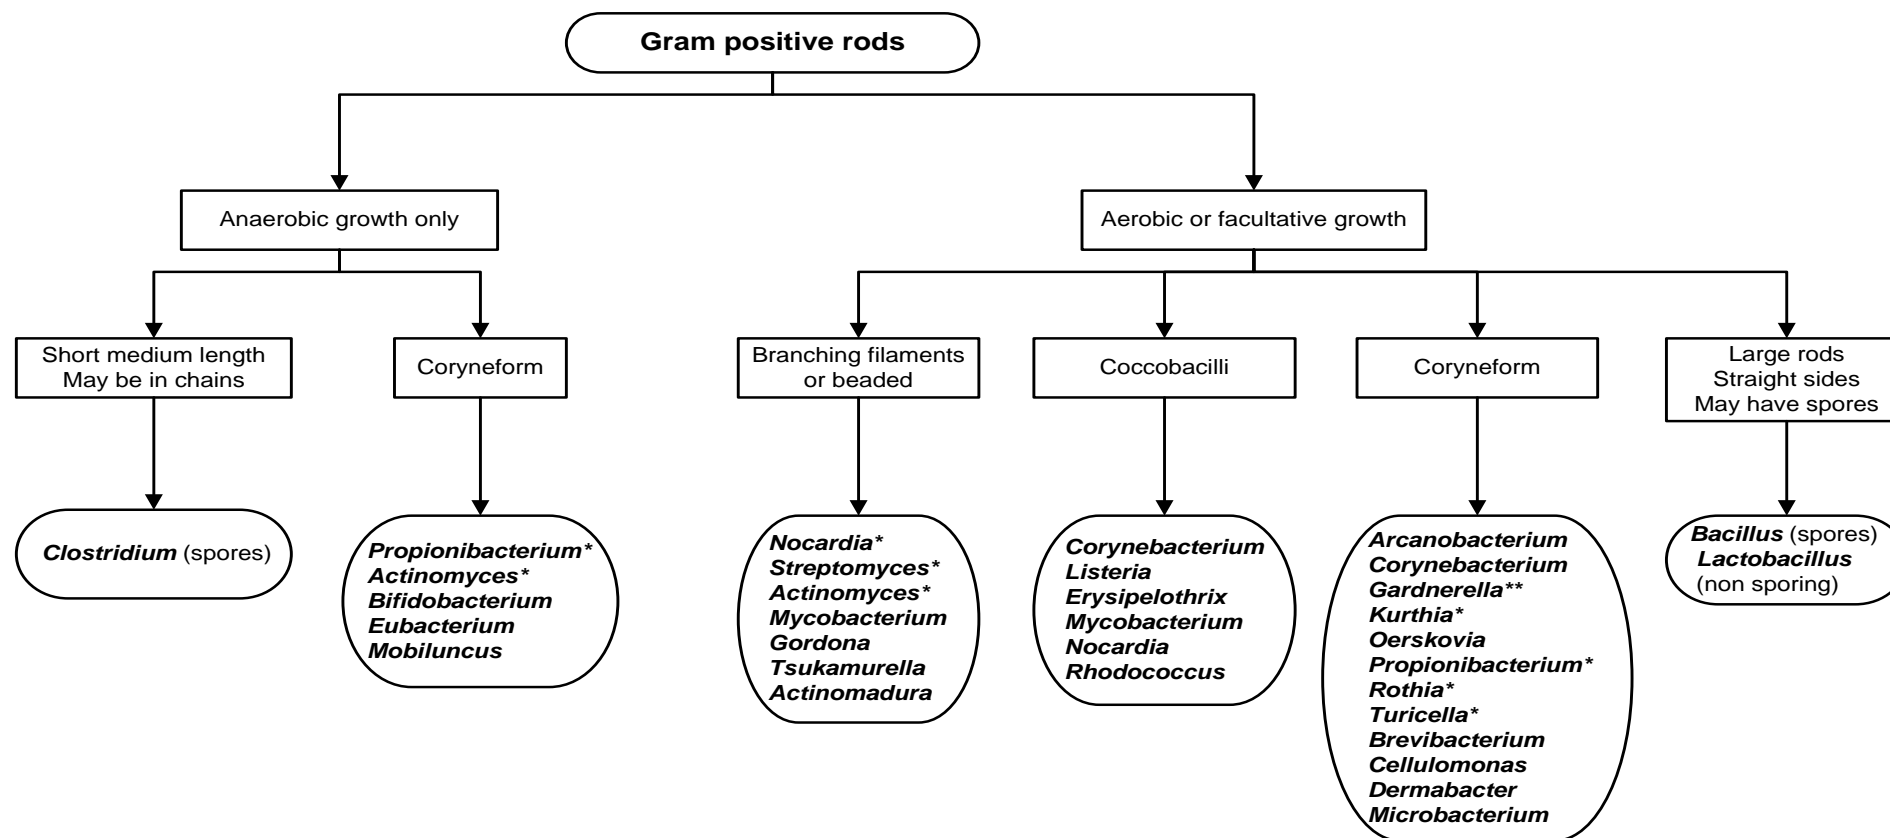 Gram positive rods
Anaerobic growth only
Aerobic or facultative growth
Short medium length
May be in chains
Coryneform
Branching filaments
or beaded
Coccobacilli
Coryneform
Large rods
Straight sides
May have spores
Clostridium (spores)
Propionibacterium*
Actinomyces*
Bifidobacterium
Eubacterium
Mobiluncus
Nocardia*
Streptomyces*
Actinomyces*
Mycobacterium
Gordona
Tsukamurella
Actinomadura
Corynebacterium
Listeria
Erysipelothrix
Mycobacterium
Nocardia
Rhodococcus
Arcanobacterium
Corynebacterium
Gardnerella**
Kurthia*
Oerskovia
Propionibacterium*
Rothia*
Turicella*
Brevibacterium
Cellulomonas
Dermabacter
Microbacterium
Bacillus (spores)
Lactobacillus
(non sporing)